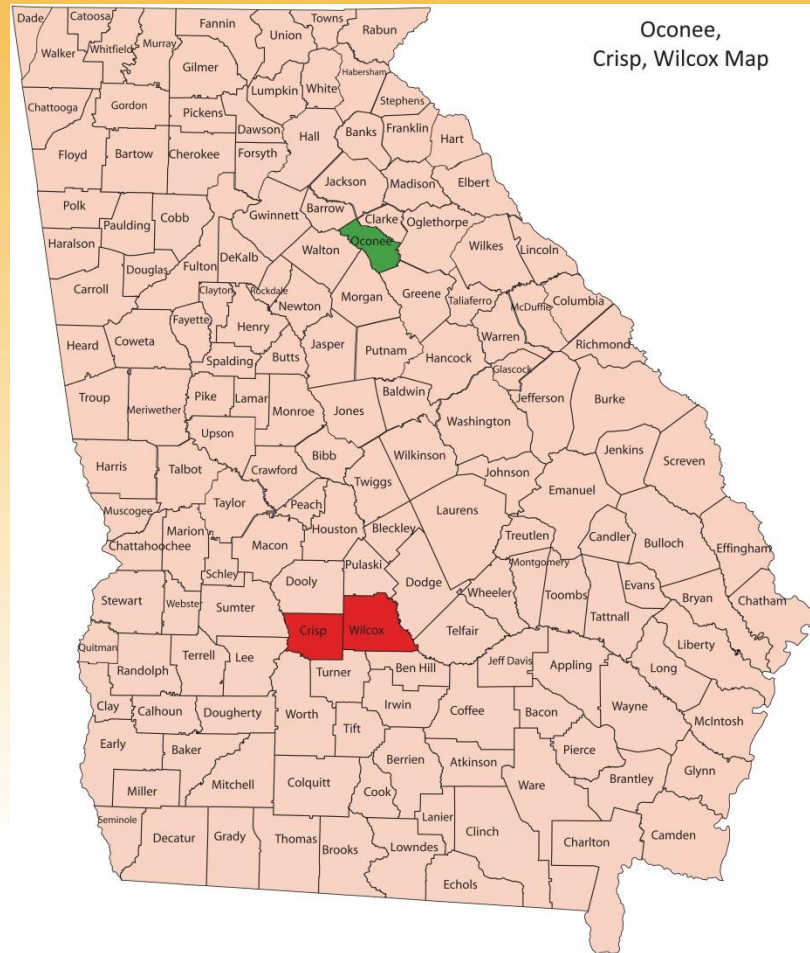 Oconee,
Crisp, Wilcox Map
Dade
Catoosa
Fannin
Towns
Rabun
Walker
Whitfield
Murray
Union
Gilmer
Habersham
Lumpkin
White
Stephens
Chattooga
Gordon
Pickens
Dawson
Hall
Banks
Franklin
Hart
Floyd
Bartow
Cherokee
Forsyth
Jackson
Madison
Elbert
Polk
Paulding
Cobb
Gwinnett
Barrow
Clarke
Oglethorpe
Haralson
Oconee
Wilkes
Lincoln
Douglas
Fulton
DeKalb
Walton
Carroll
Clayton
Rockdale
Newton
Morgan
Greene
Taliaferro
McDuffie
Columbia
Heard
Coweta
Fayette
Henry
Jasper
Putnam
Hancock
Warren
Richmond
Spalding
Butts
Glascock
Troup
Meriwether
Pike
Lamar
Monroe
Jones
Baldwin
Washington
Jefferson
Burke
Upson
Harris
Talbot
Crawford
Bibb
Twiggs
Wilkinson
Johnson
Jenkins
Screven
Muscogee
Taylor
Peach
Houston
Bleckley
Laurens
Emanuel
Chattahoochee
Marion
Macon
Treutlen
Candler
Bulloch
Effingham
Schley
Dooly
Pulaski
Dodge
Montgomery
Stewart
Webster
Sumter
Wheeler
Toombs
Evans
Bryan
Chatham
Crisp
Wilcox
Telfair
Tattnall
Quitman
Randolph
Terrell
Lee
Turner
Ben Hill
Jeff Davis
Appling
Long
Liberty
Clay
Calhoun
Dougherty
Worth
Tift
Irwin
Coffee
Bacon
Wayne
McIntosh
Early
Baker
Mitchell
Colquitt
Berrien
Atkinson
Pierce
Brantley
Glynn
Miller
Cook
Ware
Seminole
Decatur
Grady
Thomas
Brooks
Lowndes
Lanier
Clinch
Charlton
Camden
Echols